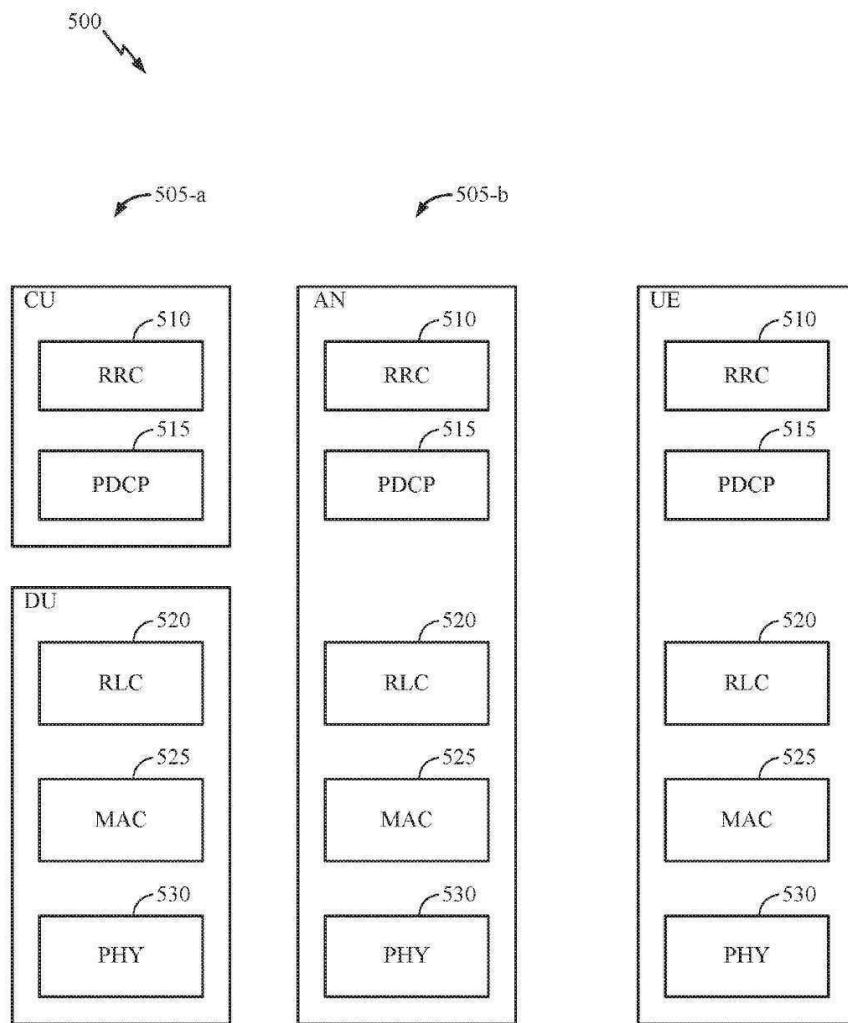 500
505-a 505-b
CU AN UE
510 510 510
RRC RRC RRC
515 515 515
PDCP PDCP PDCP
DU
520 520 520
RLC RLC RLC
525 525 525
MAC MAC MAC
530 530 530
PHY PHY PHY